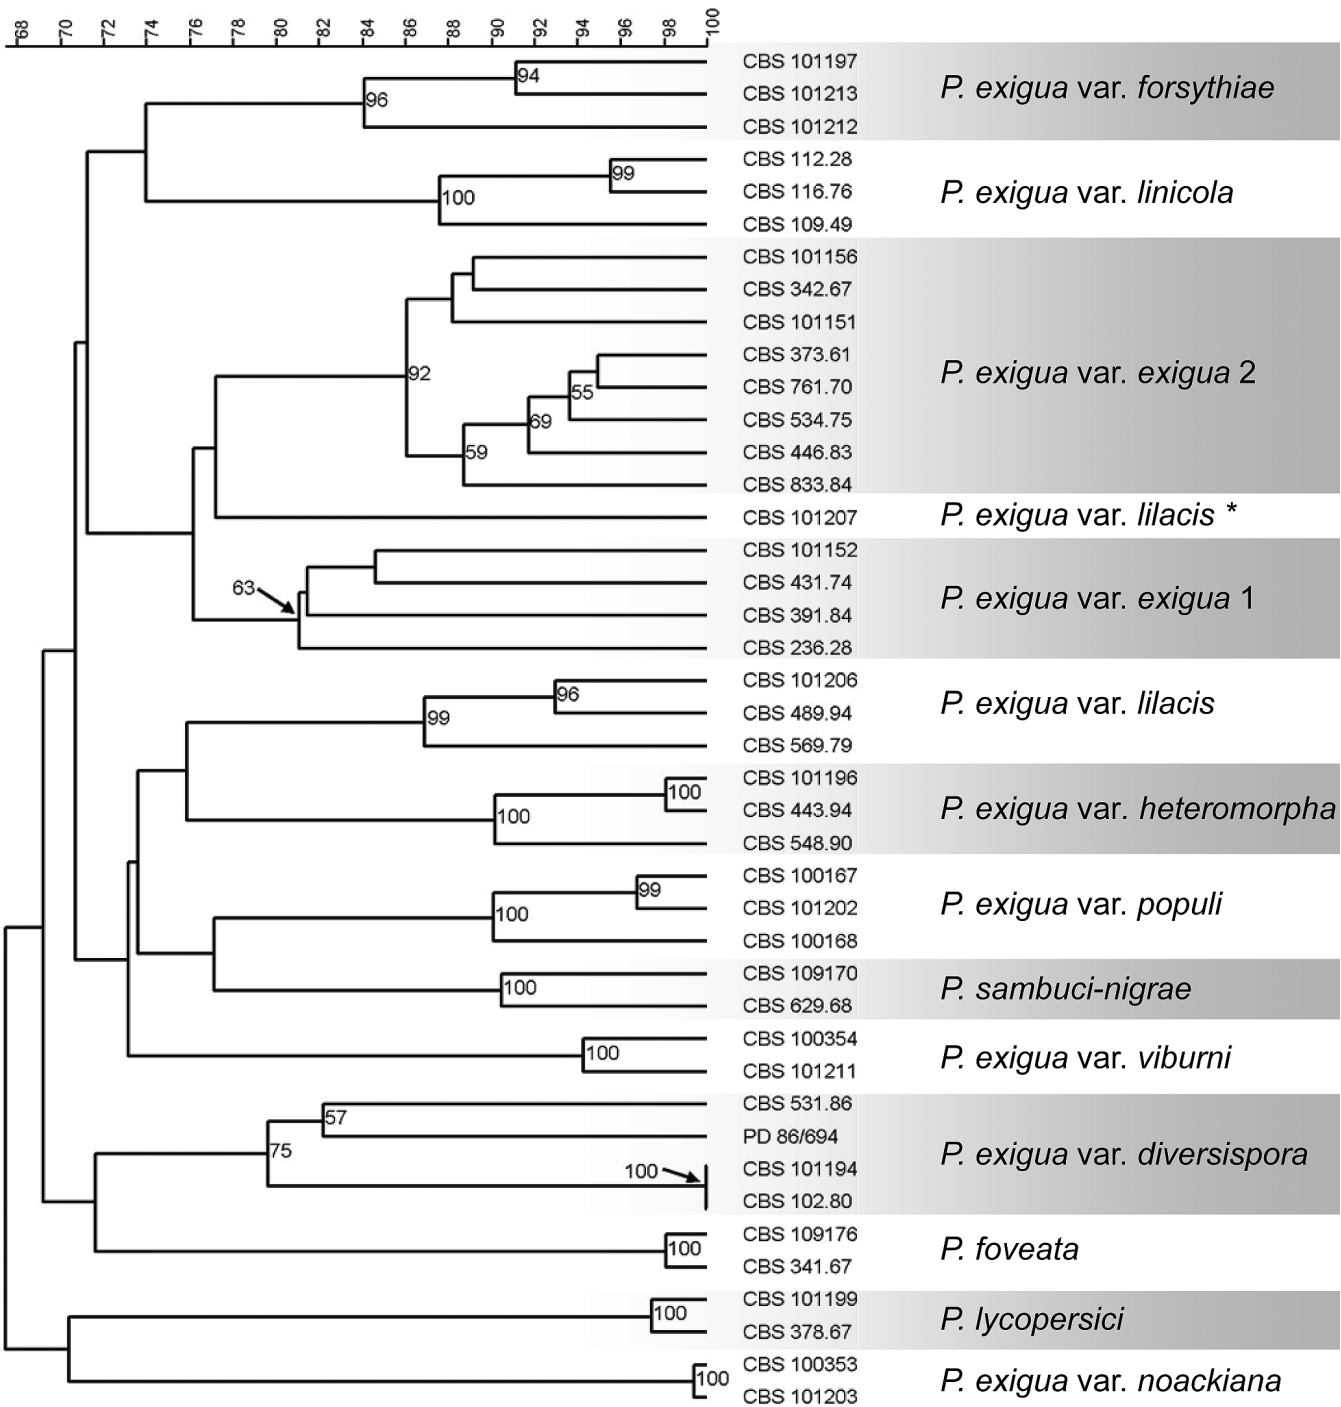 68 70 72 74 76 78 80 82 84 86 88 90 92 94 96 98 100
CBS 101197
94
CBS 101213
P. exigua var. forsythiae
96
CBS 101212
CBS 112.28
99
CBS 116.76
P. exigua var. linicola
100
CBS 109.49
CBS 101156
CBS 342.67
CBS 101151
CBS 373.61
92
P. exigua var. exigua 2
CBS 761.70
55
CBS 534.75
69
CBS 446.83
59
CBS 833.84
CBS 101207
P. exigua var. lilacis *
CBS 101152
CBS 431.74
63
P. exigua var. exigua 1
CBS 391.84
CBS 236.28
CBS 101206
96
P. exigua var. lilacis
CBS 489.94
99
CBS 569.79
CBS 101196
100
CBS 443.94
P. exigua var. heteromorpha
100
CBS 548.90
CBS 100167
99
CBS 101202
P. exigua var. populi
100
CBS 100168
CBS 109170
100
P. sambuci-nigrae
CBS 629.68
CBS 100354
100
P. exigua var. viburni
CBS 101211
CBS 531.86
57
PD 86/694
75
P. exigua var. diversispora
100
CBS 101194
CBS 102.80
CBS 109176
100
P. foveata
CBS 341.67
CBS 101199
100
P. lycopersici
CBS 378.67
CBS 100353
100
P. exigua var. noackiana
CBS 101203